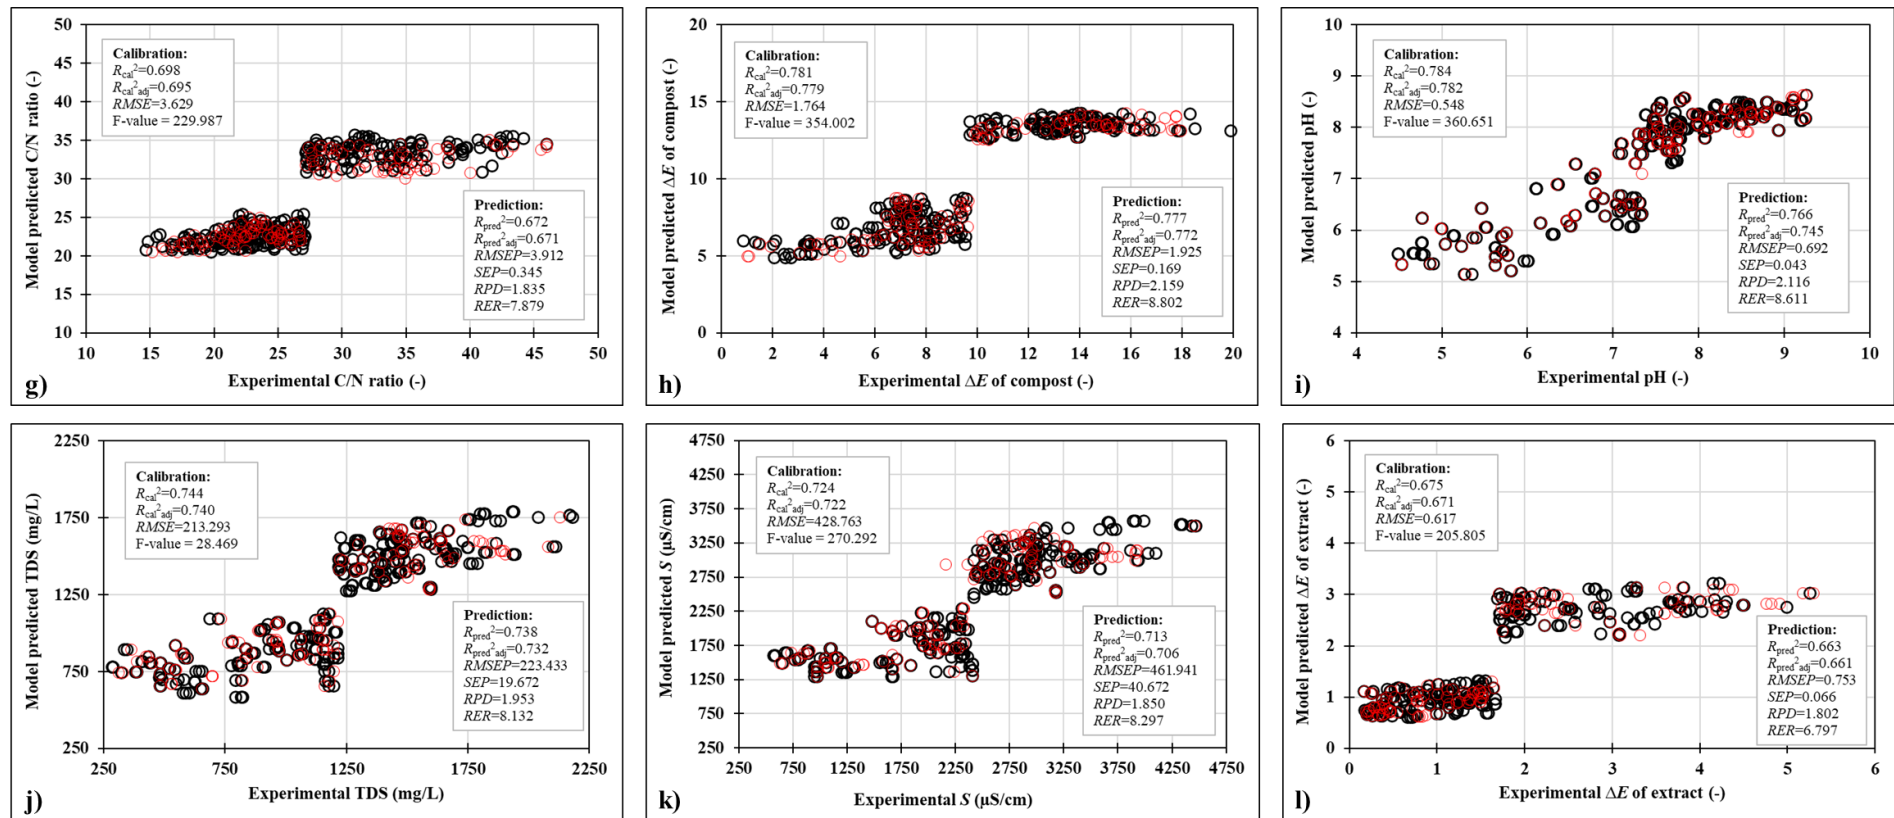 50
45
40
35
30
25
20
15
10
Model predicted C/N ratio (-)
Calibration:
Rcal²=0.698
Rcal²adj=0.695
RMSE=3.629
F-value = 229.987
Prediction:
Rpred²=0.672
Rpred²adj=0.671
RMSEP=3.912
SEP=0.345
RPD=1.835
RER=7.879
10 15 20 25 30 35 40 45 50
Experimental C/N ratio (-)
g)
20
15
10
5
0
Model predicted ΔE of compost (-)
Calibration:
Rcal²=0.781
Rcal²adj=0.779
RMSE=1.764
F-value = 354.002
Prediction:
Rpred²=0.777
Rpred²adj=0.772
RMSEP=1.925
SEP=0.169
RPD=2.159
RER=8.802
0 2 4 6 8 10 12 14 16 18 20
Experimental ΔE of compost (-)
h)
10
9
8
7
6
5
4
Model predicted pH (-)
Calibration:
Rcal²=0.784
Rcal²adj=0.782
RMSE=0.548
F-value = 360.651
Prediction:
Rpred²=0.766
Rpred²adj=0.745
RMSEP=0.692
SEP=0.043
RPD=2.116
RER=8.611
4 5 6 7 8 9 10
Experimental pH (-)
i)
2250
1750
1250
750
250
Model predicted TDS (mg/L)
Calibration:
Rcal²=0.744
Rcal²adj=0.740
RMSE=213.293
F-value = 28.469
Prediction:
Rpred²=0.738
Rpred²adj=0.732
RMSEP=223.433
SEP=19.672
RPD=1.953
RER=8.132
250 750 1250 1750 2250
Experimental TDS (mg/L)
j)
4750
4250
3750
3250
2750
2250
1750
1250
750
250
Model predicted S (µS/cm)
Calibration:
Rcal²=0.724
Rcal²adj=0.722
RMSE=428.763
F-value = 270.292
Prediction:
Rpred²=0.713
Rpred²adj=0.706
RMSEP=461.941
SEP=40.672
RPD=1.850
RER=8.297
250 750 1250 1750 2250 2750 3250 3750 4250 4750
Experimental S (µS/cm)
k)
6
5
4
3
2
1
0
Model predicted ΔE of extract (-)
Calibration:
Rcal²=0.675
Rcal²adj=0.671
RMSE=0.617
F-value = 205.805
Prediction:
Rpred²=0.663
Rpred²adj=0.661
RMSEP=0.753
SEP=0.066
RPD=1.802
RER=6.797
0 1 2 3 4 5 6
Experimental ΔE of extract (-)
l)